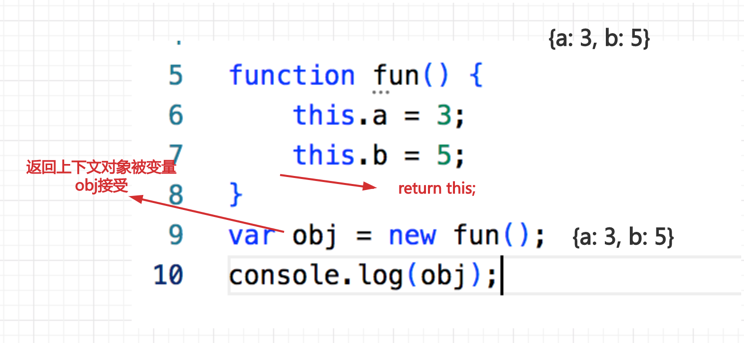 {a: 3, b: 5}
5 function fun() {
6 this.a = 3;
7 this.b = 5;
返回上下文对象被变量
obj接受
return this;
8 }
9 var obj = new fun(); {a: 3, b: 5}
10 console.log(obj);